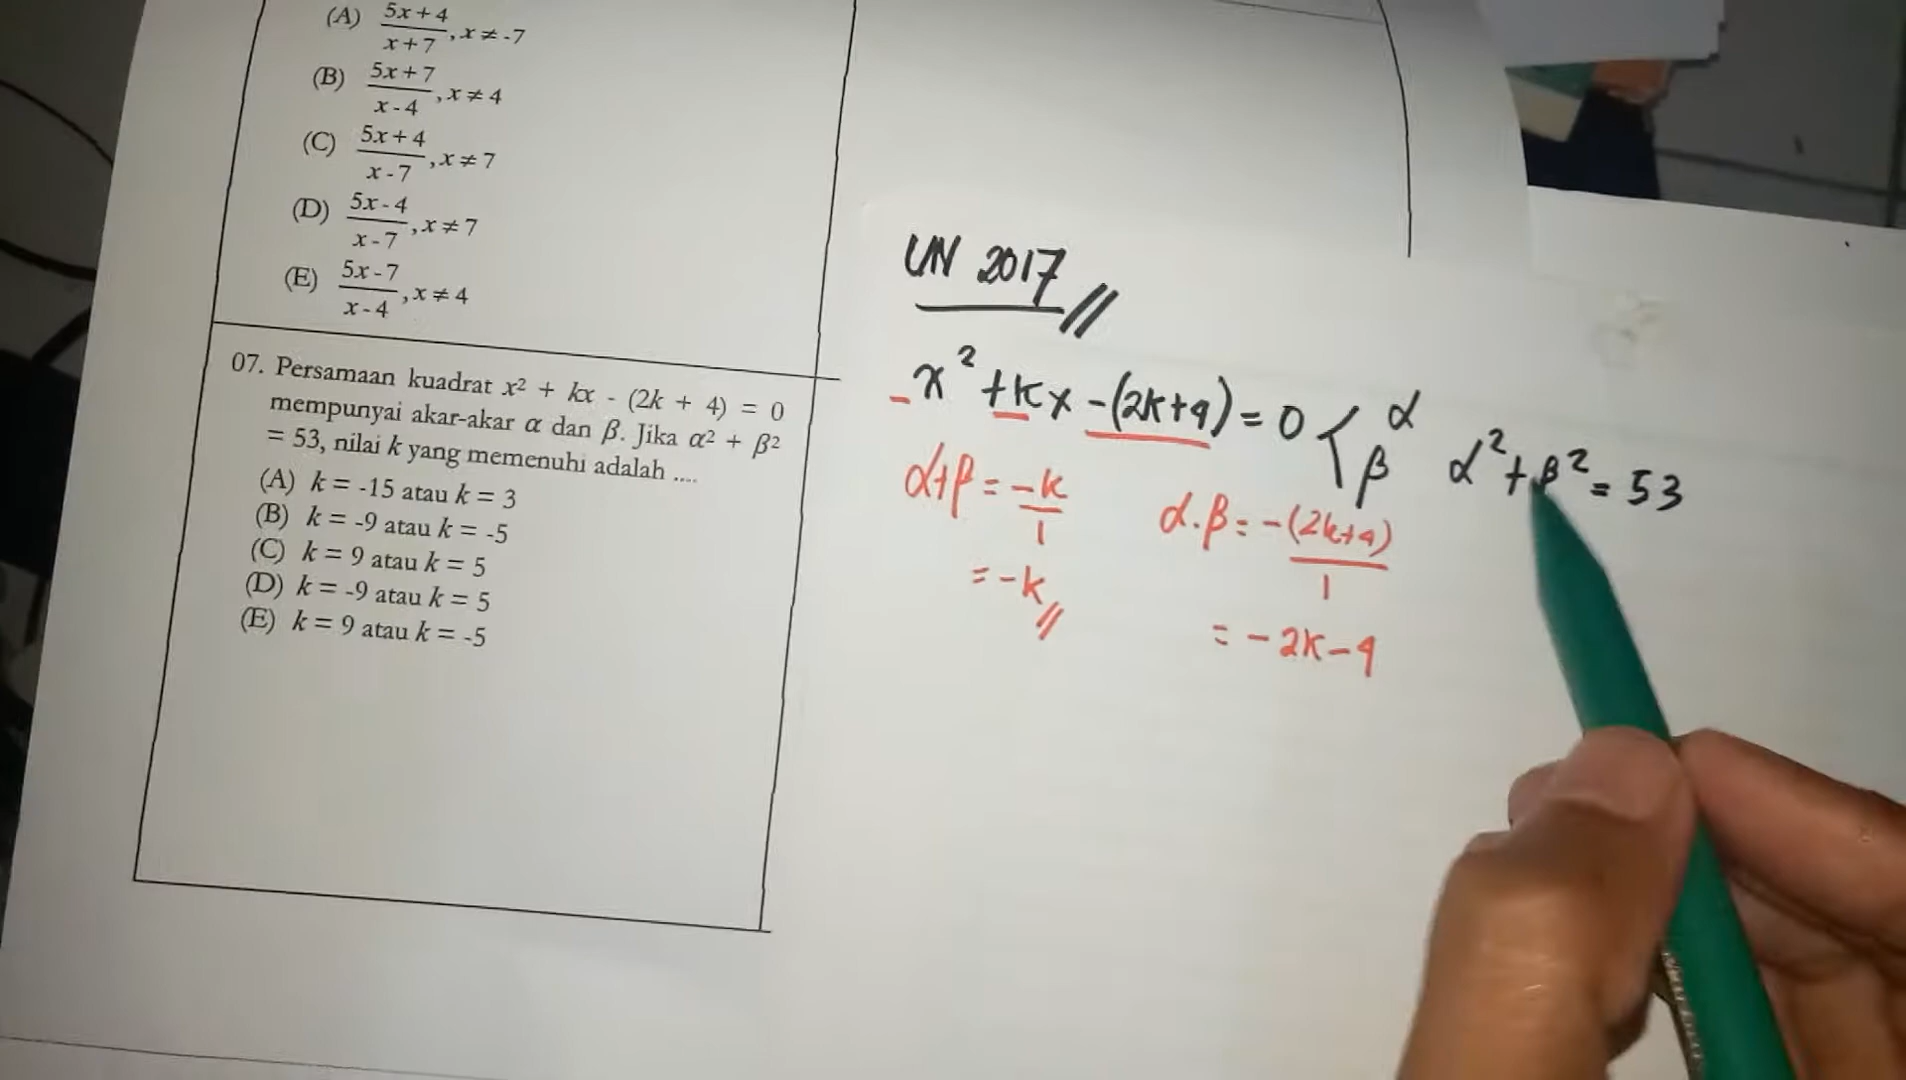 (A) 5x + 4 / x + 7 , x ≠ -7
(B) 5x + 7 / x - 4 , x ≠ 4
(C) 5x + 4 / x - 7 , x ≠ 7
(D) 5x - 4 / x - 7 , x ≠ 7
(E) 5x - 7 / x - 4 , x ≠ 4
07. Persamaan kuadrat x² + kx - (2k + 4) = 0
mempunyai akar-akar α dan β. Jika α² + β²
= 53, nilai k yang memenuhi adalah ....
(A) k = -15 atau k = 3
(B) k = -9 atau k = -5
(C) k = 9 atau k = 5
(D) k = -9 atau k = 5
(E) k = 9 atau k = -5
UN 2017
x² + kx - (2k+4) = 0
α
β
α² + β² = 53
α+β = -k / 1
= -k
α.β = -(2k+4) / 1
= -2k-4